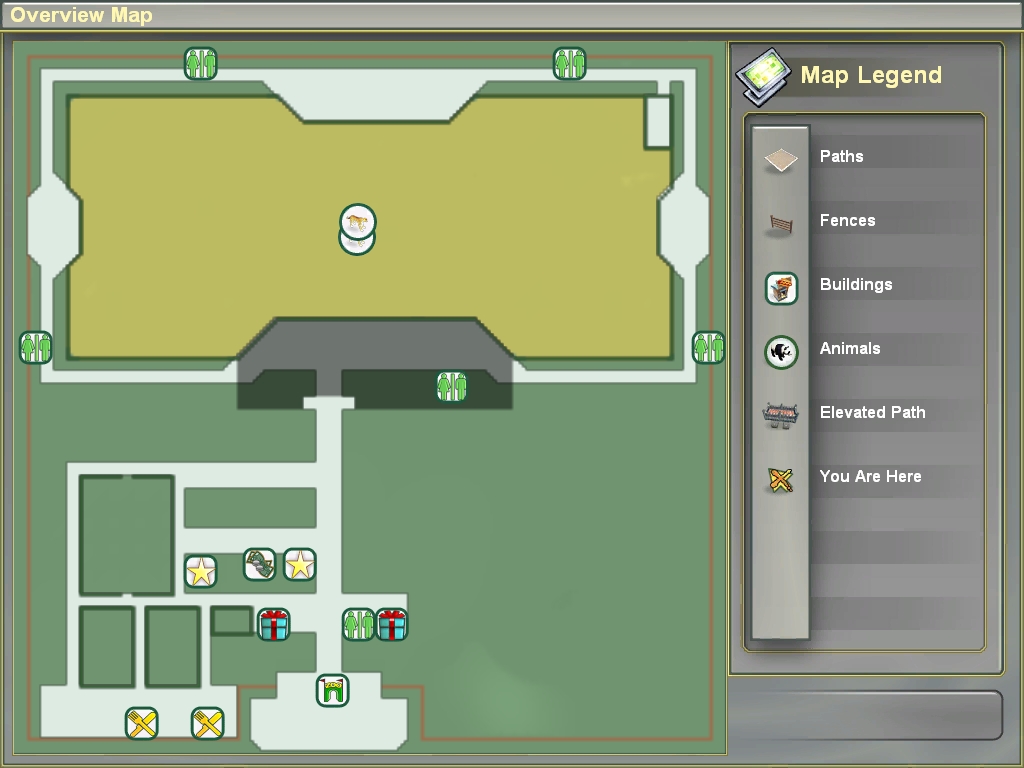 Overview Map
Map Legend
Paths
Fences
Buildings
Animals
Elevated Path
You Are Here